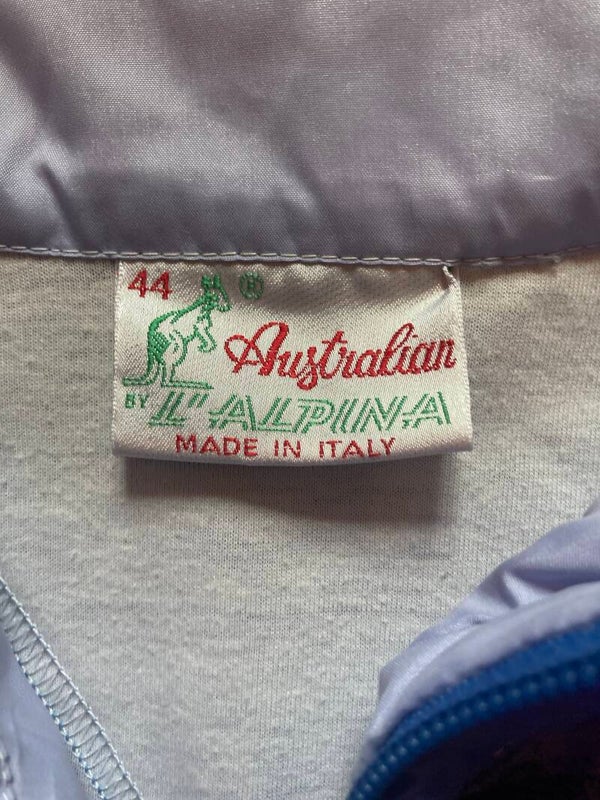 44 ®
Australian
BY L'ALPINA
MADE IN ITALY